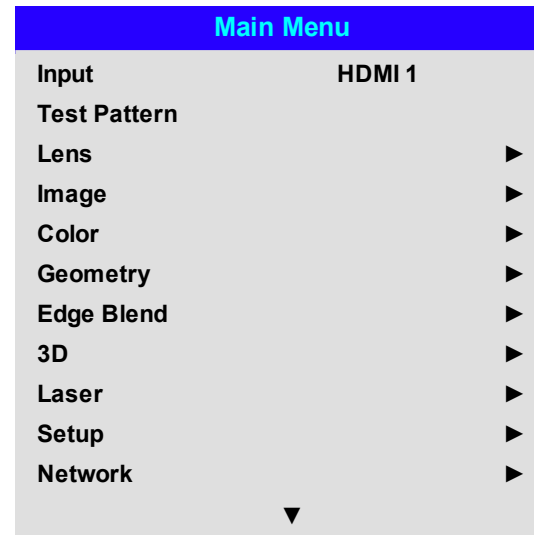 Main Menu
Input HDMI 1
Test Pattern
Lens ►
Image ►
Color ►
Geometry ►
Edge Blend ►
3D ►
Laser ►
Setup ►
Network ►
▼